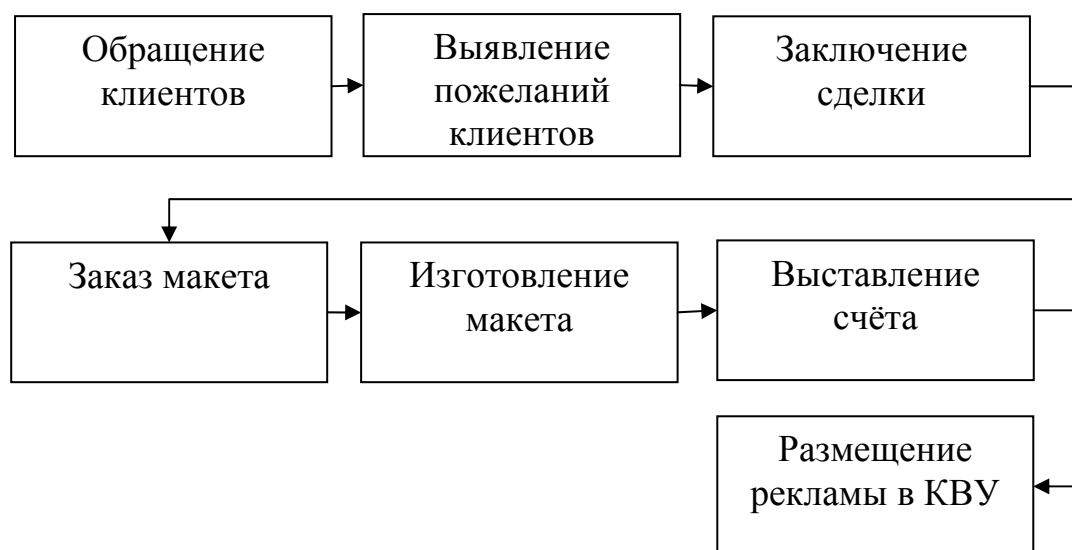 Обращение
клиентов
Выявление
пожеланий
клиентов
Заключение
сделки
Заказ макета
Изготовление
макета
Выставление
счёта
Размещение
рекламы в КВУ